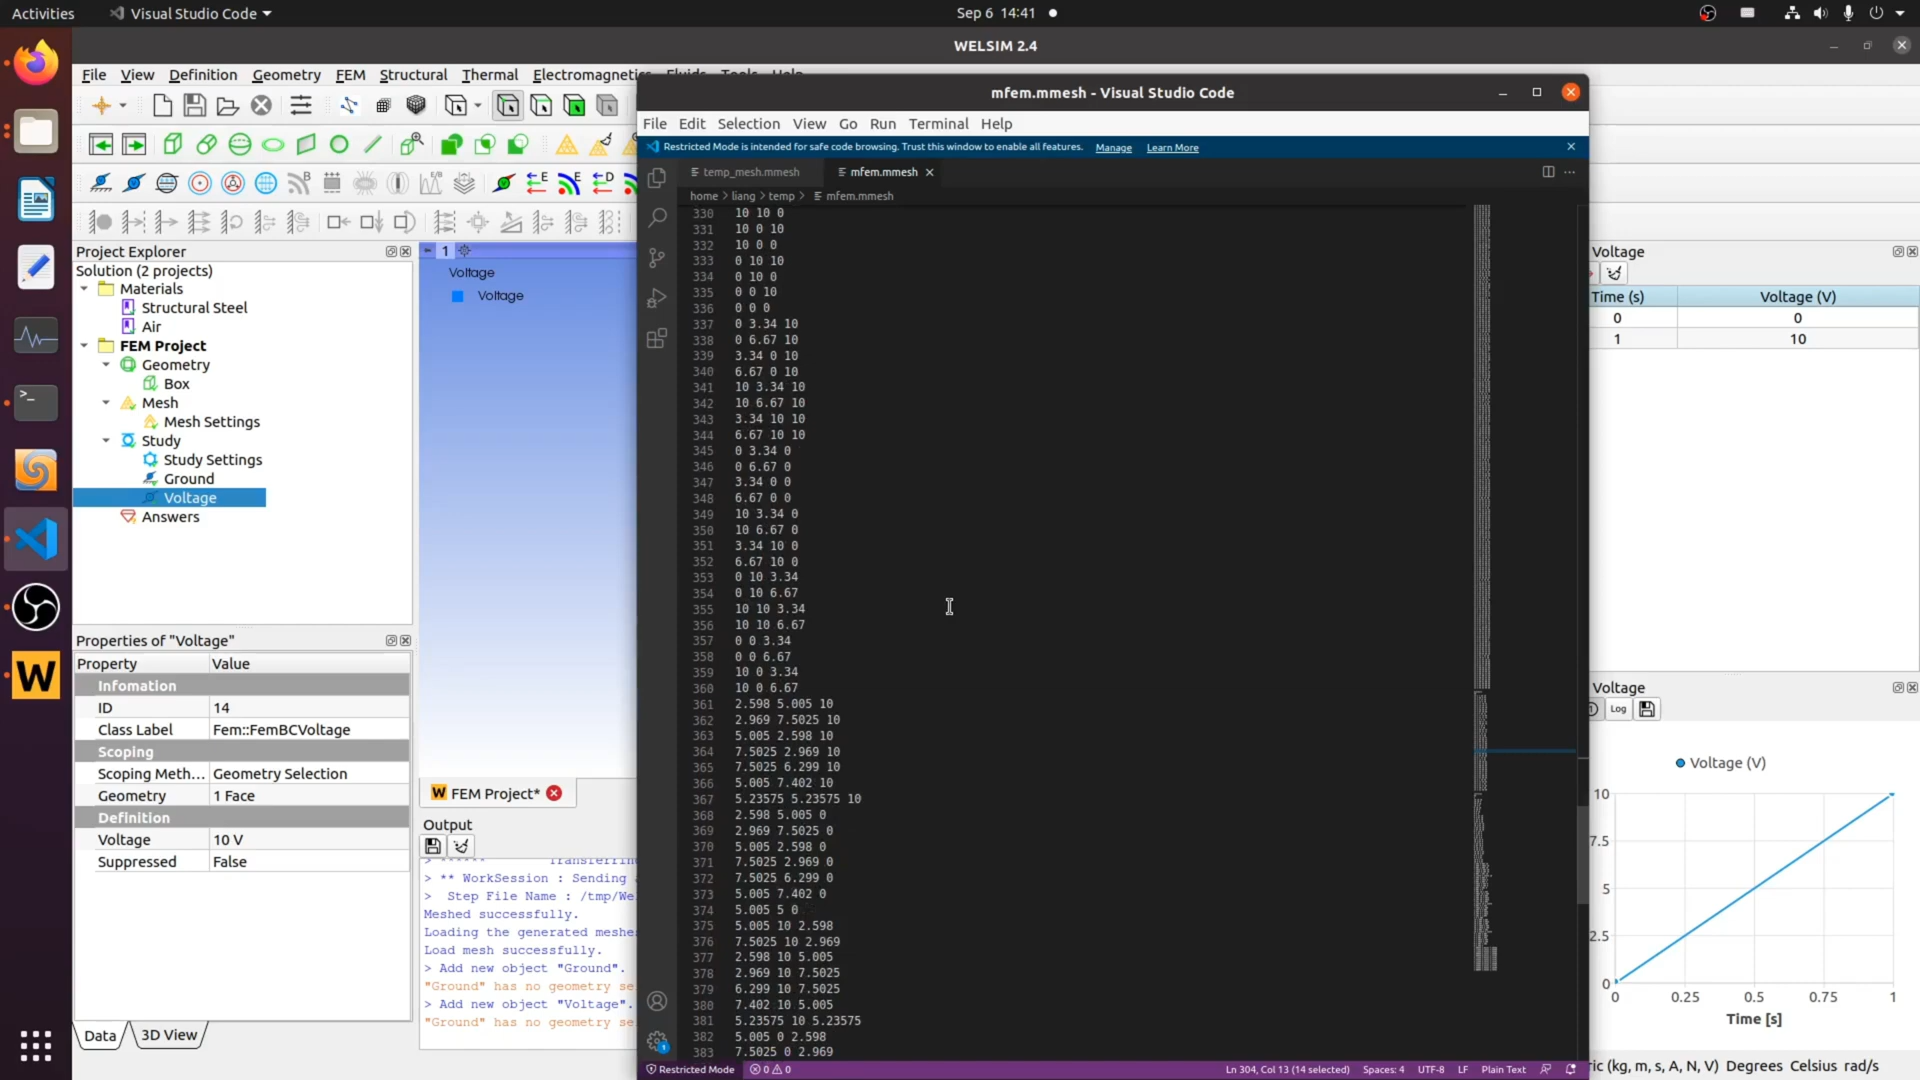 Activities
Visual Studio Code
Sep 6 14:41
WELSIM 2.4
File View Definition Geometry FEM Structural Thermal Electromagnetics Fluids Tools Help
Project Explorer
Solution (2 projects)
Materials
Structural Steel
Air
FEM Project
Geometry
Box
Mesh
Mesh Settings
Study
Study Settings
Ground
Voltage
Answers
Properties of "Voltage"
Property Value
Infomation
ID 14
Class Label Fem::FemBCVoltage
Scoping
Scoping Meth... Geometry Selection
Geometry 1 Face
Definition
Voltage 10 V
Suppressed False
Data 3D View
1
Voltage
Voltage
W FEM Project*
Output
> ** WorkSession : Sending
> Step File Name : /tmp/We
Meshed successfully.
Loading the generated meshe
Load mesh successfully.
> Add new object "Ground".
"Ground" has no geometry se
> Add new object "Voltage".
"Ground" has no geometry se
mfem.mmesh - Visual Studio Code
File Edit Selection View Go Run Terminal Help
Restricted Mode is intended for safe code browsing. Trust this window to enable all features. Manage Learn More
temp_mesh.mmesh mfem.mmesh
home > liang > temp > mfem.mmesh
330 10 10 0
331 10 0 10
332 10 0 0
333 0 10 10
334 0 10 0
335 0 0 10
336 0 0 0
337 0 3.34 10
338 0 6.67 10
339 3.34 0 10
340 6.67 0 10
341 10 3.34 10
342 10 6.67 10
343 3.34 10 10
344 6.67 10 10
345 0 3.34 0
346 0 6.67 0
347 3.34 0 0
348 6.67 0 0
349 10 3.34 0
350 10 6.67 0
351 3.34 10 0
352 6.67 10 0
353 0 10 3.34
354 0 10 6.67
355 10 10 3.34
356 10 10 6.67
357 0 0 3.34
358 0 0 6.67
359 10 0 3.34
360 10 0 6.67
361 2.598 5.005 10
362 2.969 7.5025 10
363 5.005 2.598 10
364 7.5025 2.969 10
365 7.5025 6.299 10
366 5.005 7.402 10
367 5.23575 5.23575 10
368 2.598 5.005 0
369 2.969 7.5025 0
370 5.005 2.598 0
371 7.5025 2.969 0
372 7.5025 6.299 0
373 5.005 7.402 0
374 5.005 5 0
375 5.005 10 2.598
376 7.5025 10 2.969
377 2.598 10 5.005
378 2.969 10 7.5025
379 6.299 10 7.5025
380 7.402 10 5.005
381 5.23575 10 5.23575
382 5.005 0 2.598
383 7.5025 0 2.969
Restricted Mode 0 0 Ln 304, Col 13 (14 selected) Spaces: 4 UTF-8 LF Plain Text
Voltage
Time (s) Voltage (V)
0 0
1 10
Voltage
Log
Voltage (V)
10
7.5
5
2.5
0
0 0.25 0.5 0.75 1
Time [s]
ric (kg, m, s, A, N, V) Degrees Celsius rad/s